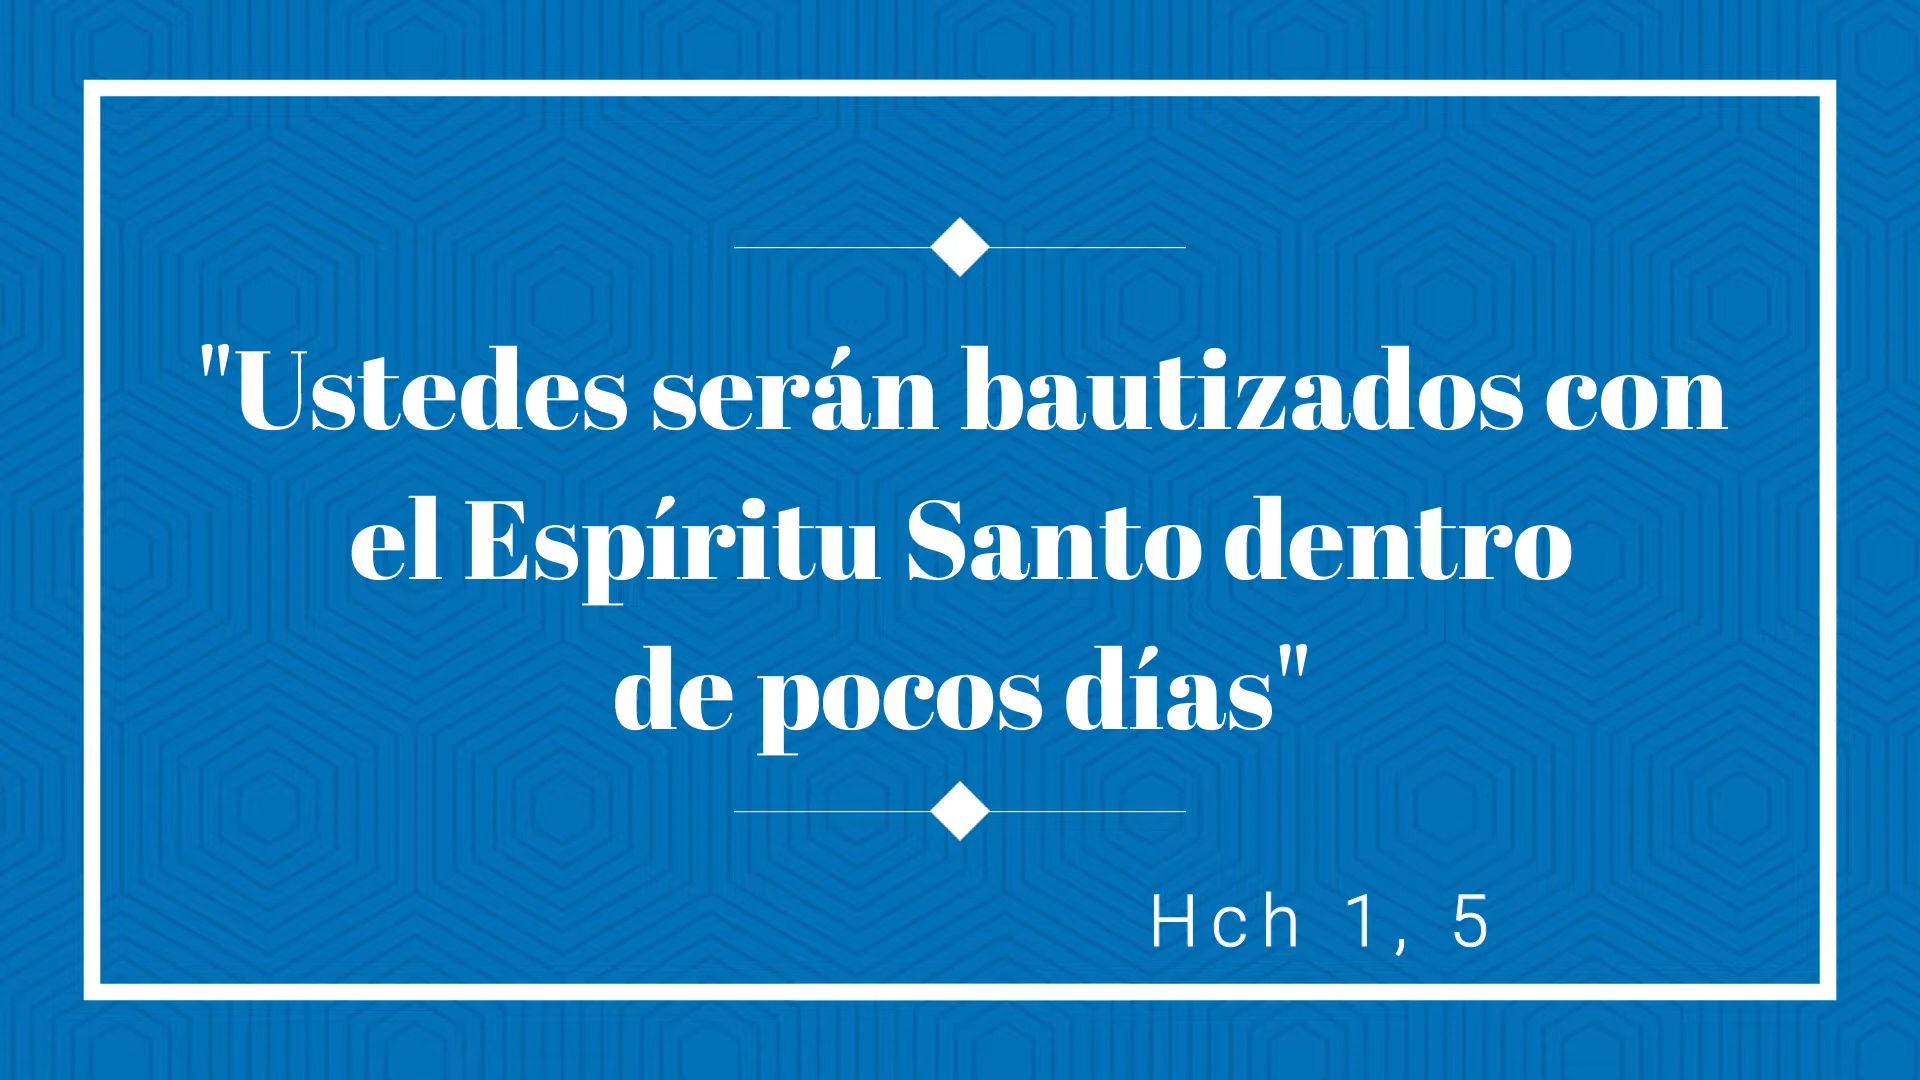 "Ustedes serán bautizados con
el Espíritu Santo dentro
de pocos días"
Hch 1, 5